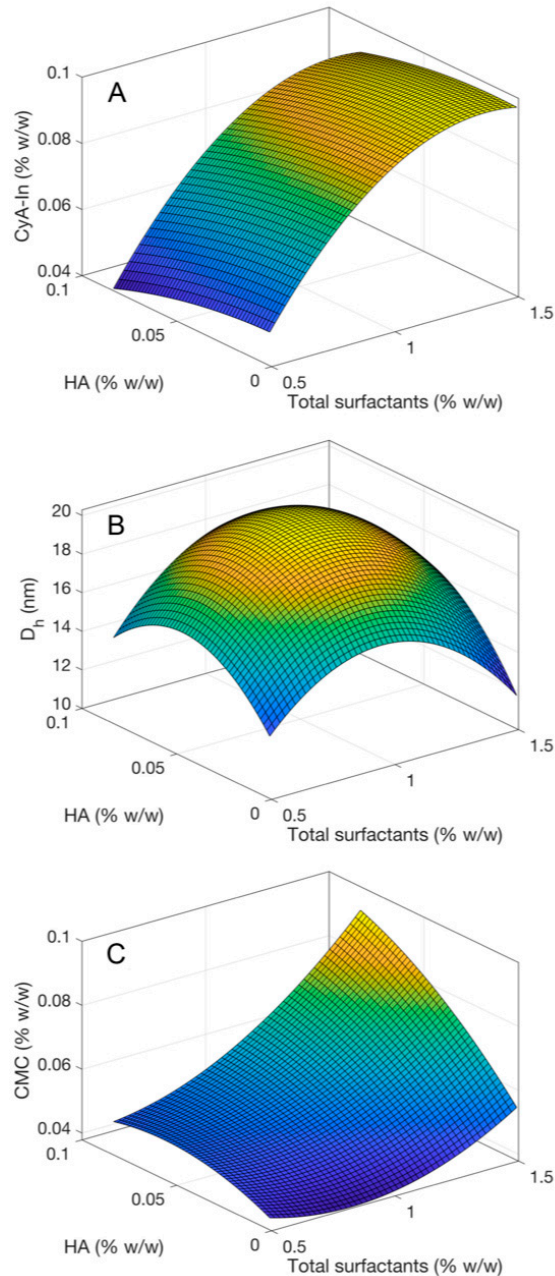 A
0.1
0.08
0.06
0.04
CyA-In (% w/w)
0.1
0.05
0
HA (% w/w)
0.5
1
1.5
Total surfactants (% w/w)
B
20
18
16
14
12
10
Dₕ (nm)
0.1
0.05
0
HA (% w/w)
0.5
1
1.5
Total surfactants (% w/w)
C
0.1
0.08
0.06
0.04
CMC (% w/w)
0.1
0.05
0
HA (% w/w)
0.5
1
1.5
Total surfactants (% w/w)